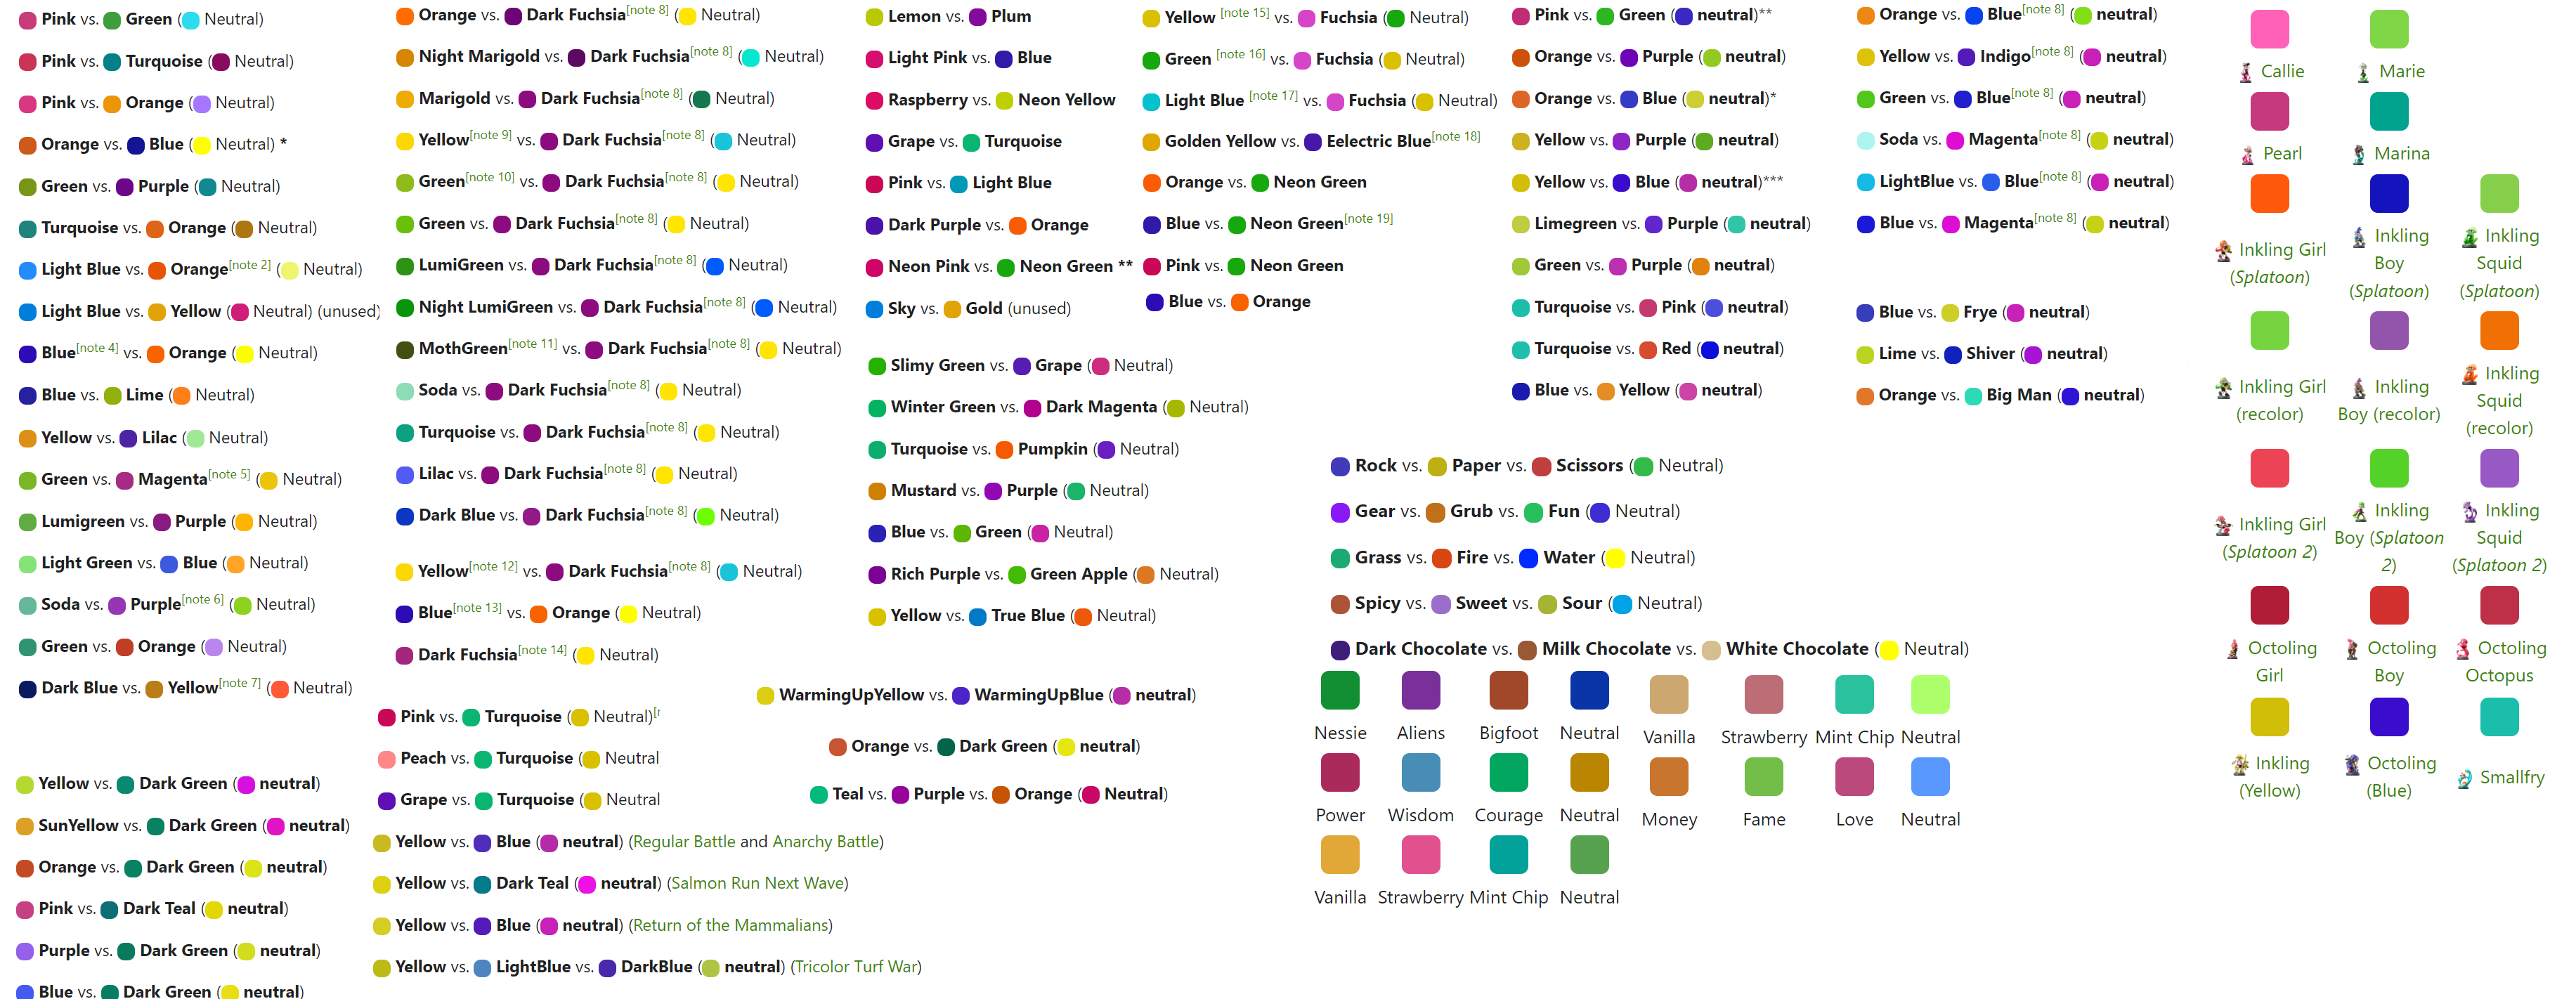 Pink vs. Green ( Neutral)
Pink vs. Turquoise ( Neutral)
Pink vs. Orange ( Neutral)
Orange vs. Blue ( Neutral) *
Green vs. Purple ( Neutral)
Turquoise vs. Orange ( Neutral)
Light Blue vs. Orange[note 2] ( Neutral)
Light Blue vs. Yellow ( Neutral) (unused)
Blue[note 4] vs. Orange ( Neutral)
Blue vs. Lime ( Neutral)
Yellow vs. Lilac ( Neutral)
Green vs. Magenta[note 5] ( Neutral)
Lumigreen vs. Purple ( Neutral)
Light Green vs. Blue ( Neutral)
Soda vs. Purple[note 6] ( Neutral)
Green vs. Orange ( Neutral)
Dark Blue vs. Yellow[note 7] ( Neutral)
Yellow vs. Dark Green ( neutral)
SunYellow vs. Dark Green ( neutral)
Orange vs. Dark Green ( neutral)
Pink vs. Dark Teal ( neutral)
Purple vs. Dark Green ( neutral)
Blue vs. Dark Green ( neutral)
Orange vs. Dark Fuchsia[note 8] ( Neutral)
Night Marigold vs. Dark Fuchsia[note 8] ( Neutral)
Marigold vs. Dark Fuchsia[note 8] ( Neutral)
Yellow[note 9] vs. Dark Fuchsia[note 8] ( Neutral)
Green[note 10] vs. Dark Fuchsia[note 8] ( Neutral)
Green vs. Dark Fuchsia[note 8] ( Neutral)
LumiGreen vs. Dark Fuchsia[note 8] ( Neutral)
Night LumiGreen vs. Dark Fuchsia[note 8] ( Neutral)
MothGreen[note 11] vs. Dark Fuchsia[note 8] ( Neutral)
Soda vs. Dark Fuchsia[note 8] ( Neutral)
Turquoise vs. Dark Fuchsia[note 8] ( Neutral)
Lilac vs. Dark Fuchsia[note 8] ( Neutral)
Dark Blue vs. Dark Fuchsia[note 8] ( Neutral)
Yellow[note 12] vs. Dark Fuchsia[note 8] ( Neutral)
Blue[note 13] vs. Orange ( Neutral)
Dark Fuchsia[note 14] ( Neutral)
Pink vs. Turquoise ( Neutral)
Peach vs. Turquoise ( Neutral
Grape vs. Turquoise ( Neutral
Yellow vs. Blue ( neutral) (Regular Battle and Anarchy Battle)
Yellow vs. Dark Teal ( neutral) (Salmon Run Next Wave)
Yellow vs. Blue ( neutral) (Return of the Mammalians)
Yellow vs. LightBlue vs. DarkBlue ( neutral) (Tricolor Turf War)
Lemon vs. Plum
Light Pink vs. Blue
Raspberry vs. Neon Yellow
Grape vs. Turquoise
Pink vs. Light Blue
Dark Purple vs. Orange
Neon Pink vs. Neon Green **
Sky vs. Gold (unused)
Slimy Green vs. Grape ( Neutral)
Winter Green vs. Dark Magenta ( Neutral)
Turquoise vs. Pumpkin ( Neutral)
Mustard vs. Purple ( Neutral)
Blue vs. Green ( Neutral)
Rich Purple vs. Green Apple ( Neutral)
Yellow vs. True Blue ( Neutral)
WarmingUpYellow vs. WarmingUpBlue ( neutral)
Orange vs. Dark Green ( neutral)
Teal vs. Purple vs. Orange ( Neutral)
Yellow [note 15] vs. Fuchsia ( Neutral)
Green [note 16] vs. Fuchsia ( Neutral)
Light Blue [note 17] vs. Fuchsia ( Neutral)
Golden Yellow vs. Eelectric Blue[note 18]
Orange vs. Neon Green
Blue vs. Neon Green[note 19]
Pink vs. Neon Green
Blue vs. Orange
Pink vs. Green ( neutral)**
Orange vs. Purple ( neutral)
Orange vs. Blue ( neutral)*
Yellow vs. Purple ( neutral)
Yellow vs. Blue ( neutral)***
Limegreen vs. Purple ( neutral)
Green vs. Purple ( neutral)
Turquoise vs. Pink ( neutral)
Turquoise vs. Red ( neutral)
Blue vs. Yellow ( neutral)
Orange vs. Blue[note 8] ( neutral)
Yellow vs. Indigo[note 8] ( neutral)
Green vs. Blue[note 8] ( neutral)
Soda vs. Magenta[note 8] ( neutral)
LightBlue vs. Blue[note 8] ( neutral)
Blue vs. Magenta[note 8] ( neutral)
Blue vs. Frye ( neutral)
Lime vs. Shiver ( neutral)
Orange vs. Big Man ( neutral)
Rock vs. Paper vs. Scissors ( Neutral)
Gear vs. Grub vs. Fun ( Neutral)
Grass vs. Fire vs. Water ( Neutral)
Spicy vs. Sweet vs. Sour ( Neutral)
Dark Chocolate vs. Milk Chocolate vs. White Chocolate ( Neutral)
Nessie Aliens Bigfoot Neutral Vanilla Strawberry Mint Chip Neutral
Power Wisdom Courage Neutral Money Fame Love Neutral
Vanilla Strawberry Mint Chip Neutral
Callie Marie
Pearl Marina
Inkling Girl
(Splatoon)
Inkling
Boy
(Splatoon)
Inkling
Squid
(Splatoon)
Inkling Girl
(recolor)
Inkling
Boy (recolor)
Inkling
Squid
(recolor)
Inkling Girl
(Splatoon 2)
Inkling
Boy (Splatoon
2)
Inkling
Squid
(Splatoon 2)
Octoling
Girl
Octoling
Boy
Octoling
Octopus
Inkling
(Yellow)
Octoling
(Blue)
Smallfry